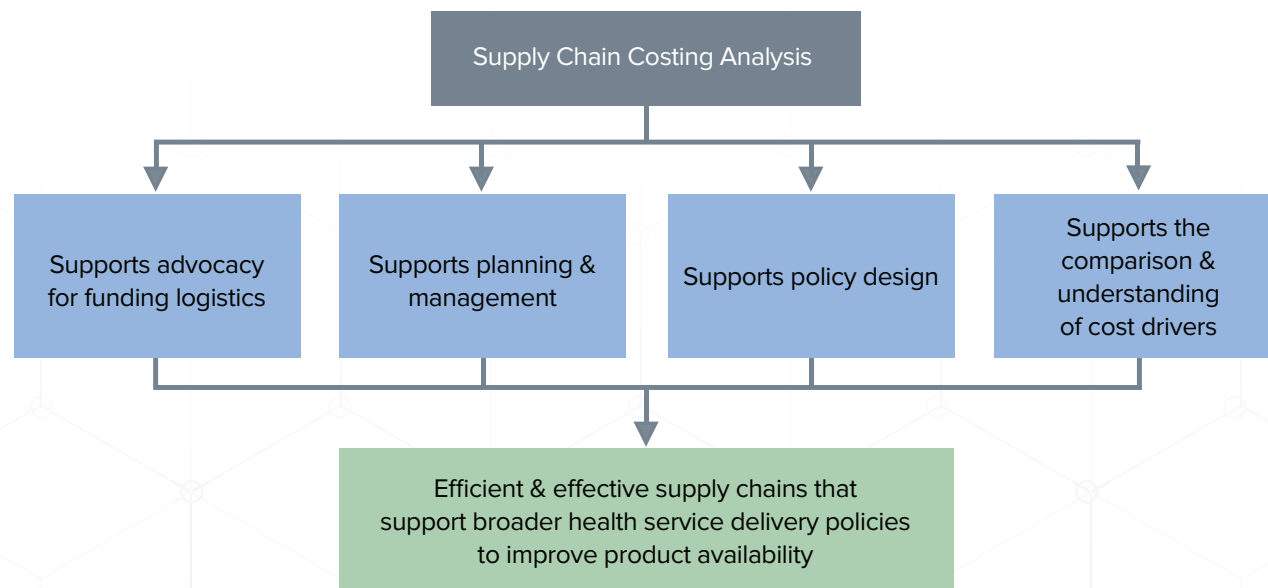 Supply Chain Costing Analysis
Supports advocacy
for funding logistics
Supports planning &
management
Supports policy design
Supports the
comparison &
understanding
of cost drivers
Efficient & effective supply chains that
support broader health service delivery policies
to improve product availability